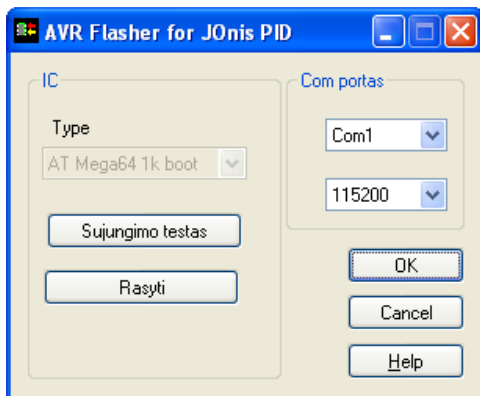 AVR Flasher for JOnis PID
IC
Type
AT Mega64 1k boot
Sujungimo testas
Rasyti
Com portas
Com1
115200
OK
Cancel
Help